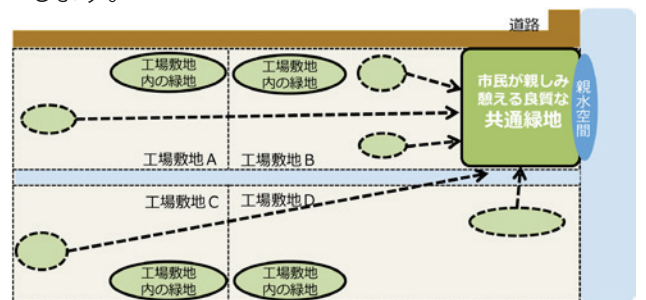 します。
道路
工場敷地
内の緑地
工場敷地
内の緑地
市民が親しみ
憩える良質な
共通緑地
親水空間
工場敷地A
工場敷地B
工場敷地C
工場敷地D
工場敷地
内の緑地
工場敷地
内の緑地